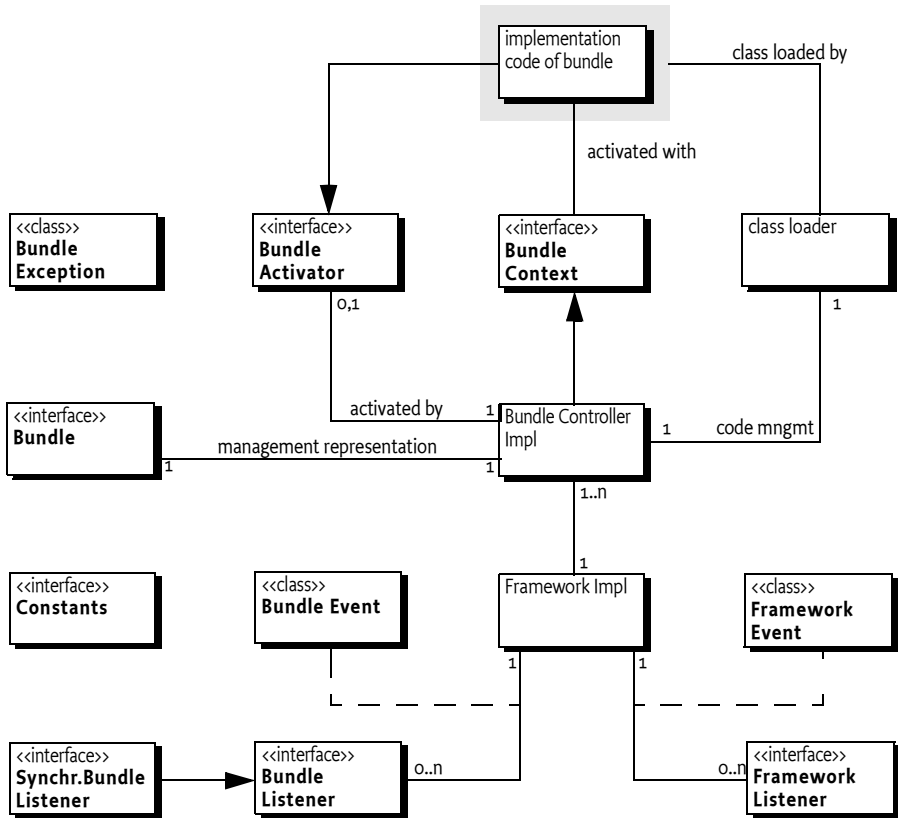 implementation
code of bundle
class loaded by
activated with
<<class>>
Bundle
Exception
<<interface>>
Bundle
Activator
<<interface>>
Bundle
Context
class loader
0,1
1
<<interface>>
Bundle
activated by
1
Bundle Controller
Impl
1
code mngmt
management representation
1
1
1..n
1
<<interface>>
Constants
<<class>>
Bundle Event
Framework Impl
<<class>>
Framework
Event
1
1
<<interface>>
Synchr.Bundle
Listener
<<interface>>
Bundle
Listener
0..n
0..n
<<interface>>
Framework
Listener